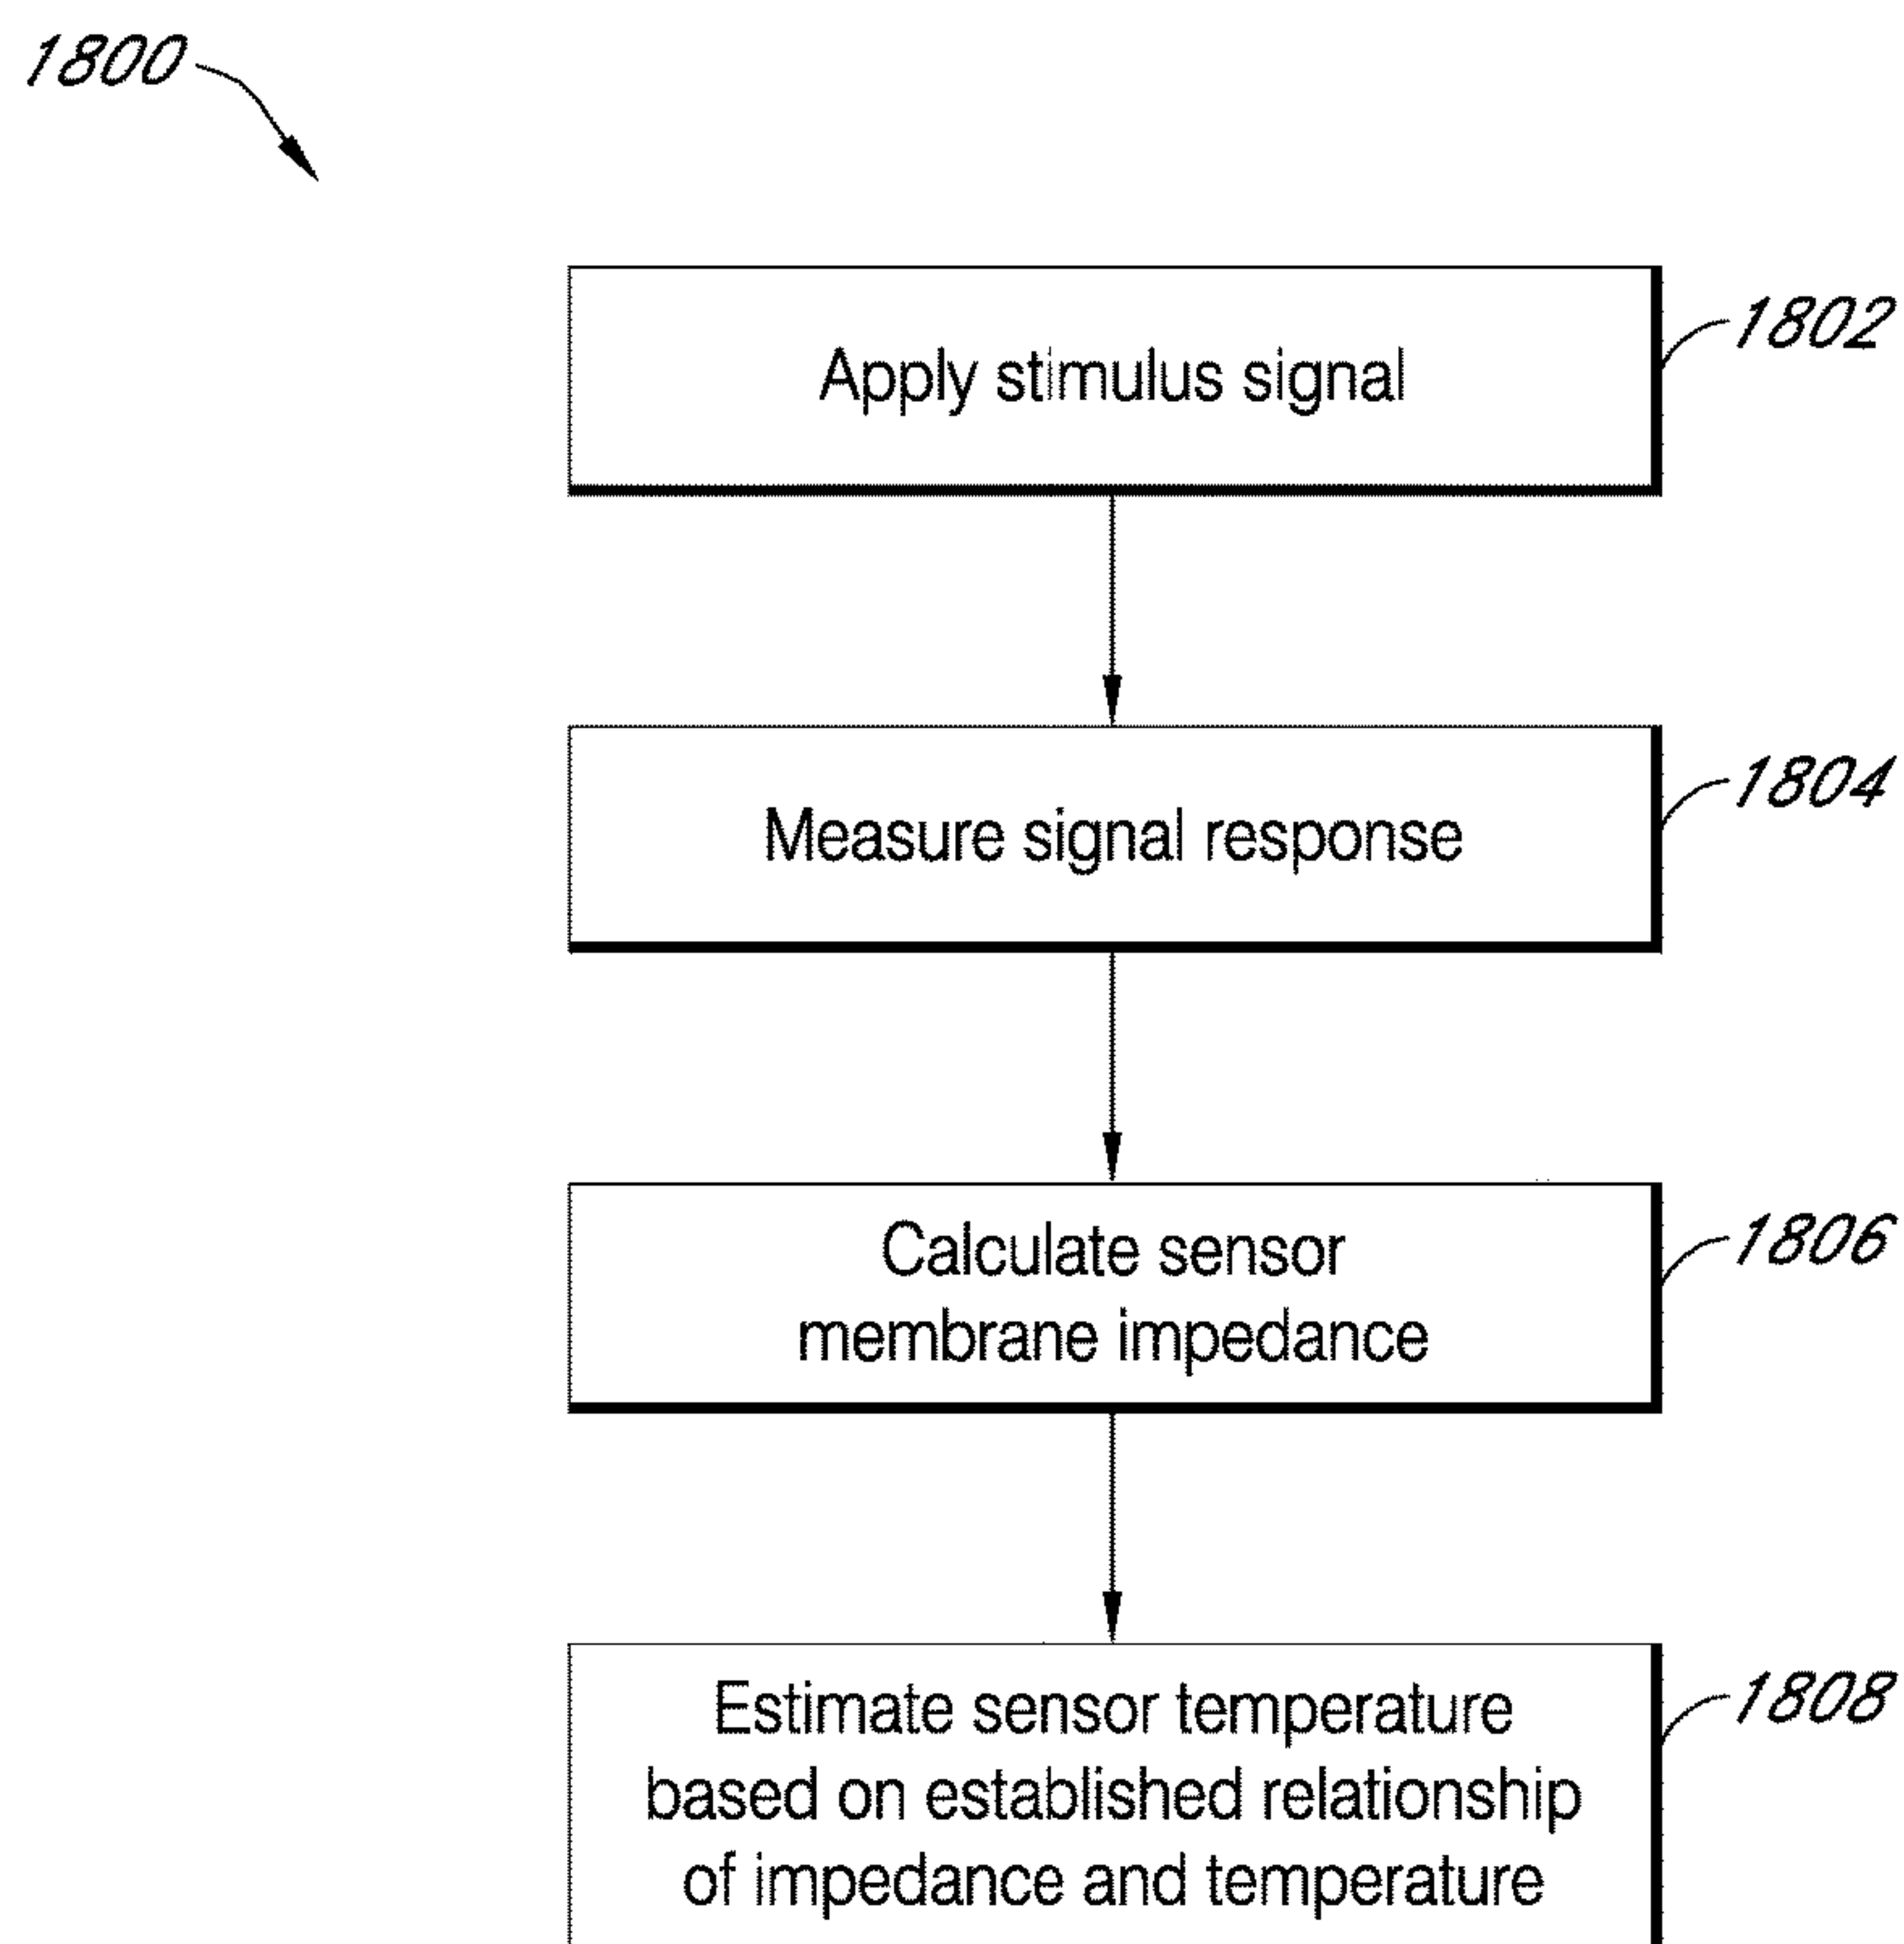 1800
Apply stimulus signal
1802
Measure signal response
1804
Calculate sensor
membrane impedance
1806
Estimate sensor temperature
based on established relationship
of impedance and temperature
1808